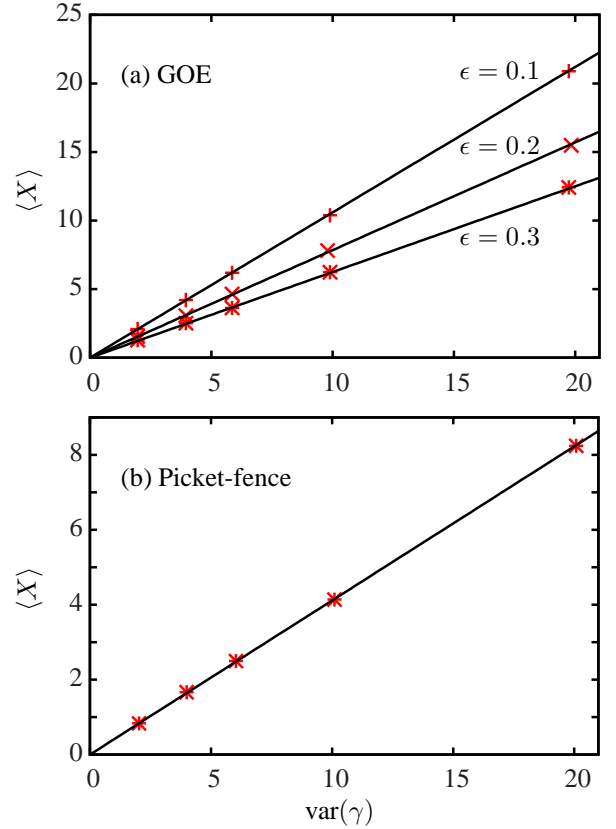 25
20
15
10
5
0
⟨X⟩
(a) GOE
ϵ = 0.1
ϵ = 0.2
ϵ = 0.3
0 5 10 15 20
8
6
4
2
0
⟨X⟩
(b) Picket-fence
0 5 10 15 20
var(γ)